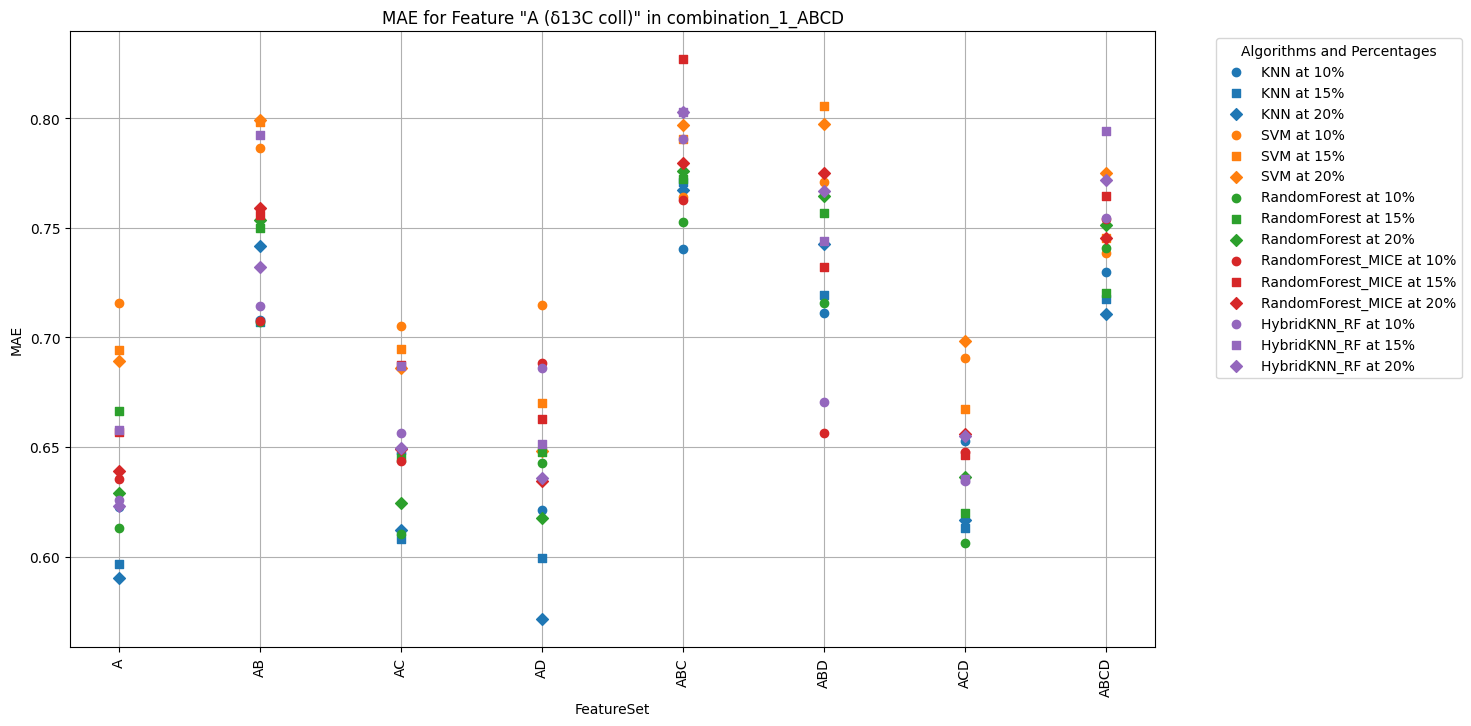 MAE for Feature "A (δ13C coll)" in combination_1_ABCD
MAE
0.80
0.75
0.70
0.65
0.60
A
AB
AC
AD
ABC
ABD
ACD
ABCD
FeatureSet
Algorithms and Percentages
KNN at 10%
KNN at 15%
KNN at 20%
SVM at 10%
SVM at 15%
SVM at 20%
RandomForest at 10%
RandomForest at 15%
RandomForest at 20%
RandomForest_MICE at 10%
RandomForest_MICE at 15%
RandomForest_MICE at 20%
HybridKNN_RF at 10%
HybridKNN_RF at 15%
HybridKNN_RF at 20%